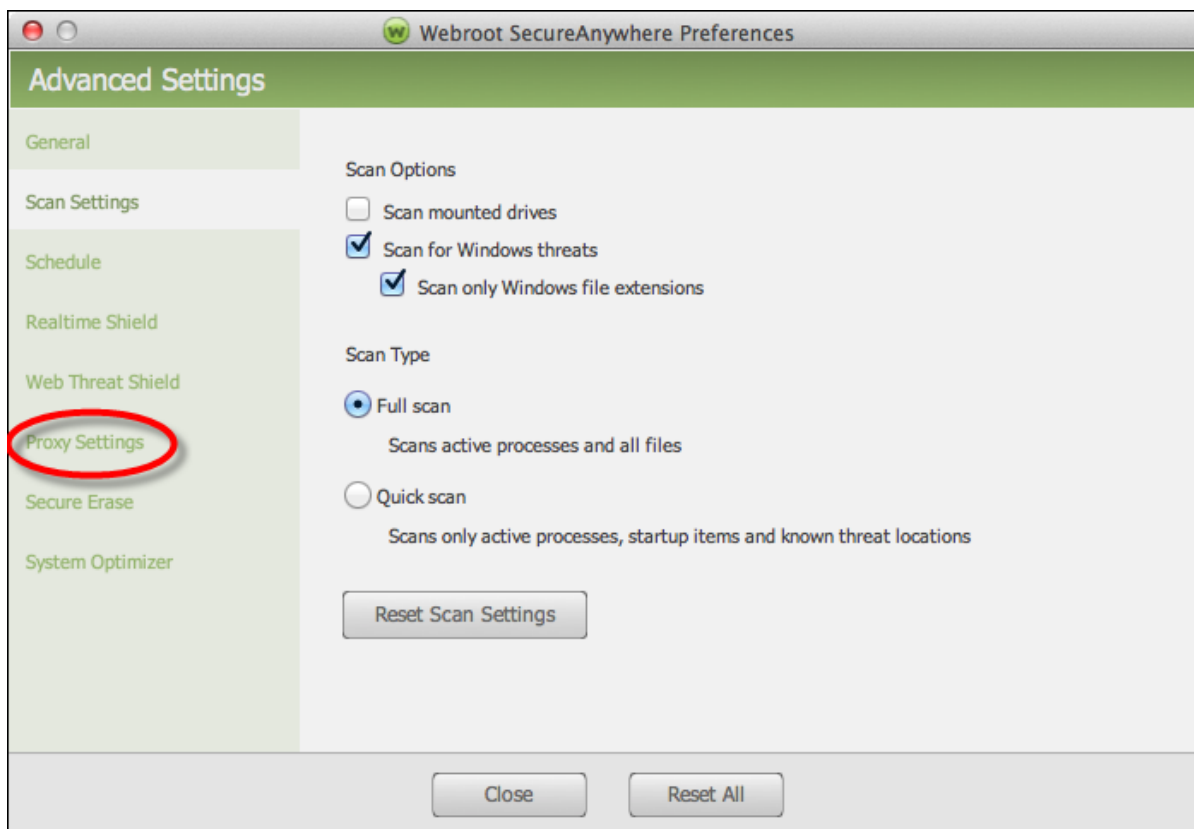 Webroot SecureAnywhere Preferences
Advanced Settings
General
Scan Settings
Schedule
Realtime Shield
Web Threat Shield
Proxy Settings
Secure Erase
System Optimizer
Scan Options
Scan mounted drives
Scan for Windows threats
Scan only Windows file extensions
Scan Type
Full scan
Scans active processes and all files
Quick scan
Scans only active processes, startup items and known threat locations
Reset Scan Settings
Close
Reset All